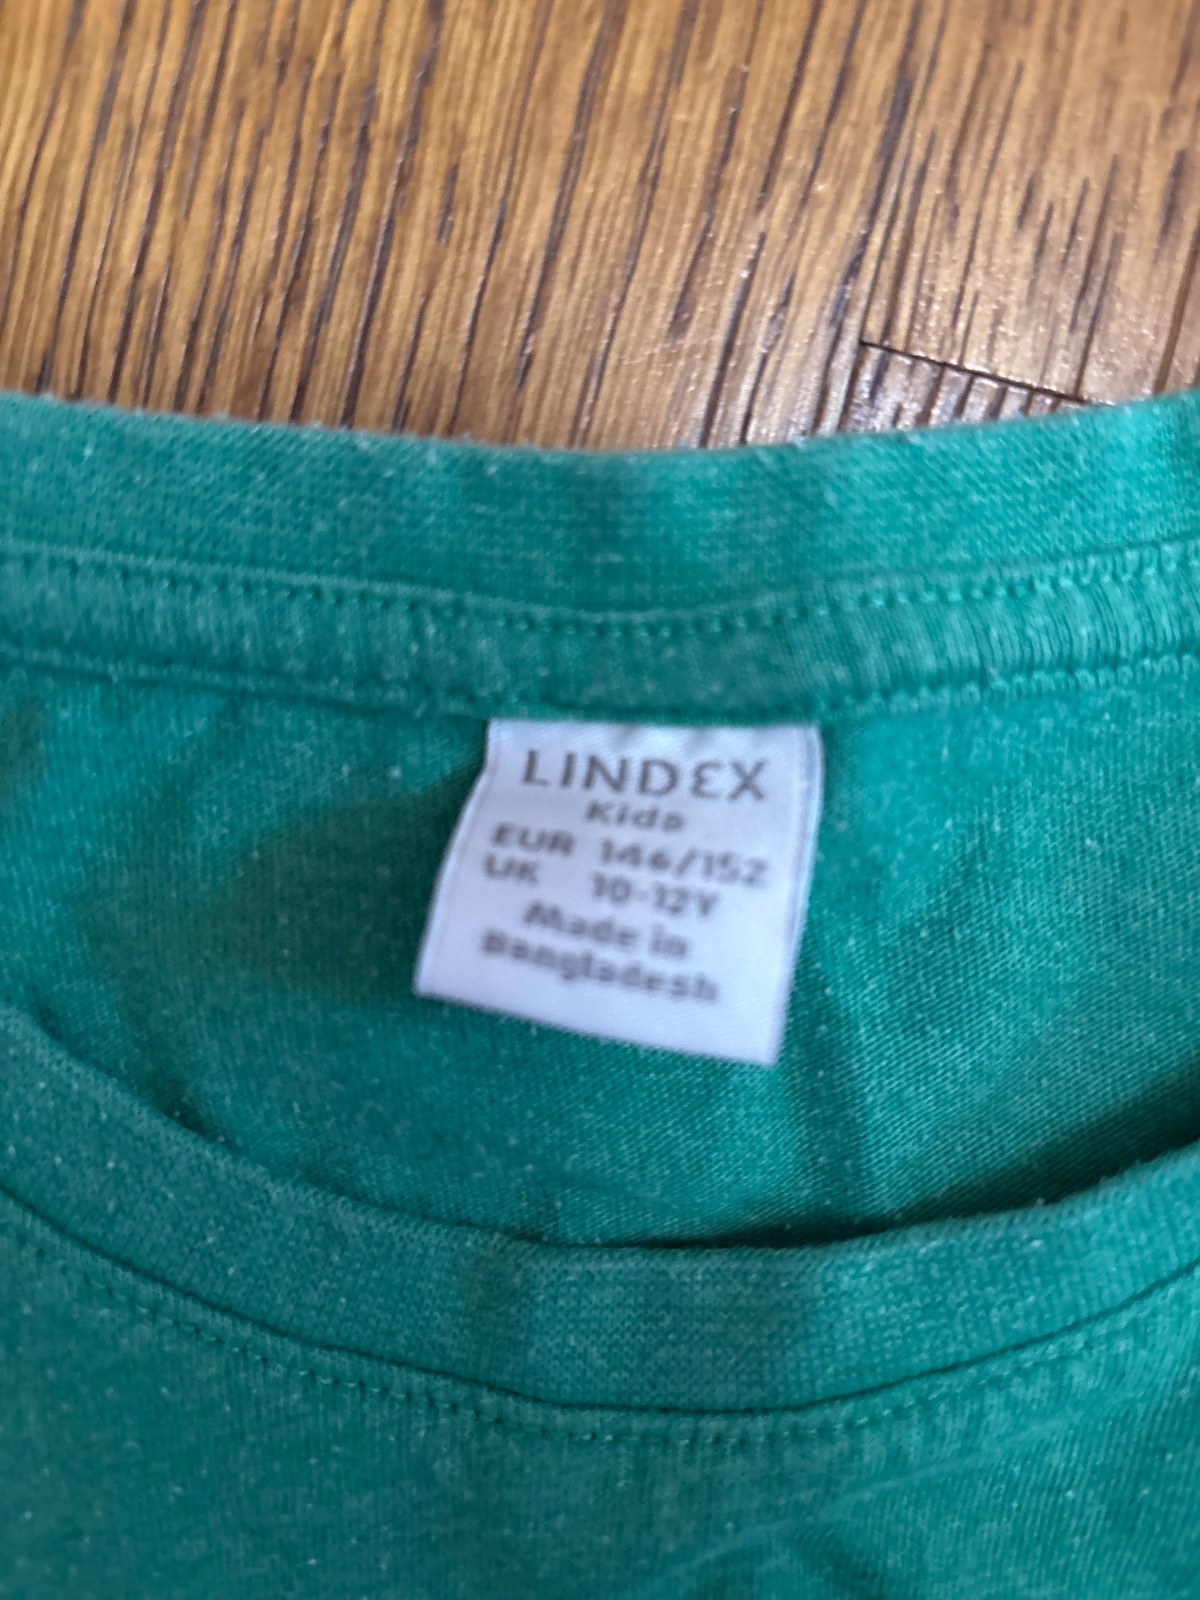 LINDEX
Kids
EUR 146/152
UK 10-12Y
Made in
Bangladesh